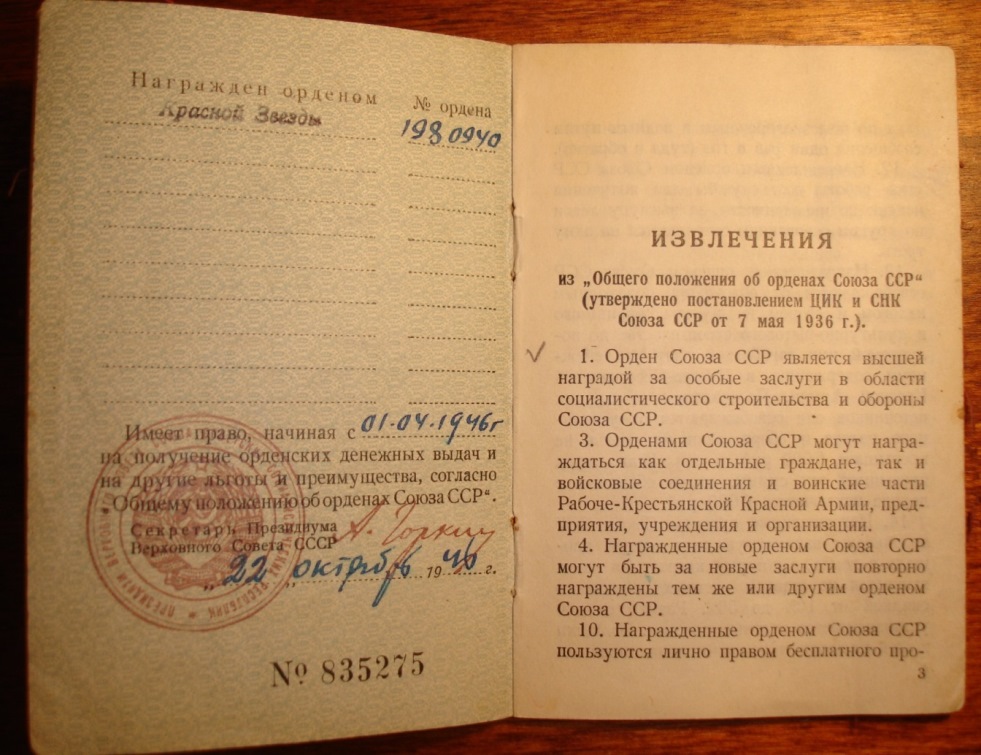 Награжден орденом
№ ордена
Красной Звезды
1980940
Имеет право, начиная с 01.04.1946г
на получение орденских денежных выдач и
на другие льготы и преимущества, согласно
„Общему положению об орденах Союза ССР“.
Секретарь Президиума
Верховного Совета СССР
А. Горкин
„22„ октября 1946 г.
№ 835275
ИЗВЛЕЧЕНИЯ
из „Общего положения об орденах Союза ССР“
(утверждено постановлением ЦИК и СНК
Союза ССР от 7 мая 1936 г.).
1. Орден Союза ССР является высшей
наградой за особые заслуги в области
социалистического строительства и обороны
Союза ССР.
3. Орденами Союза ССР могут награ-
ждаться как отдельные граждане, так и
войсковые соединения и воинские части
Рабоче-Крестьянской Красной Армии, пред-
приятия, учреждения и организации.
4. Награжденные орденом Союза ССР
могут быть за новые заслуги повторно
награждены тем же или другим орденом
Союза ССР.
10. Награжденные орденом Союза ССР
пользуются лично правом бесплатного про-
3